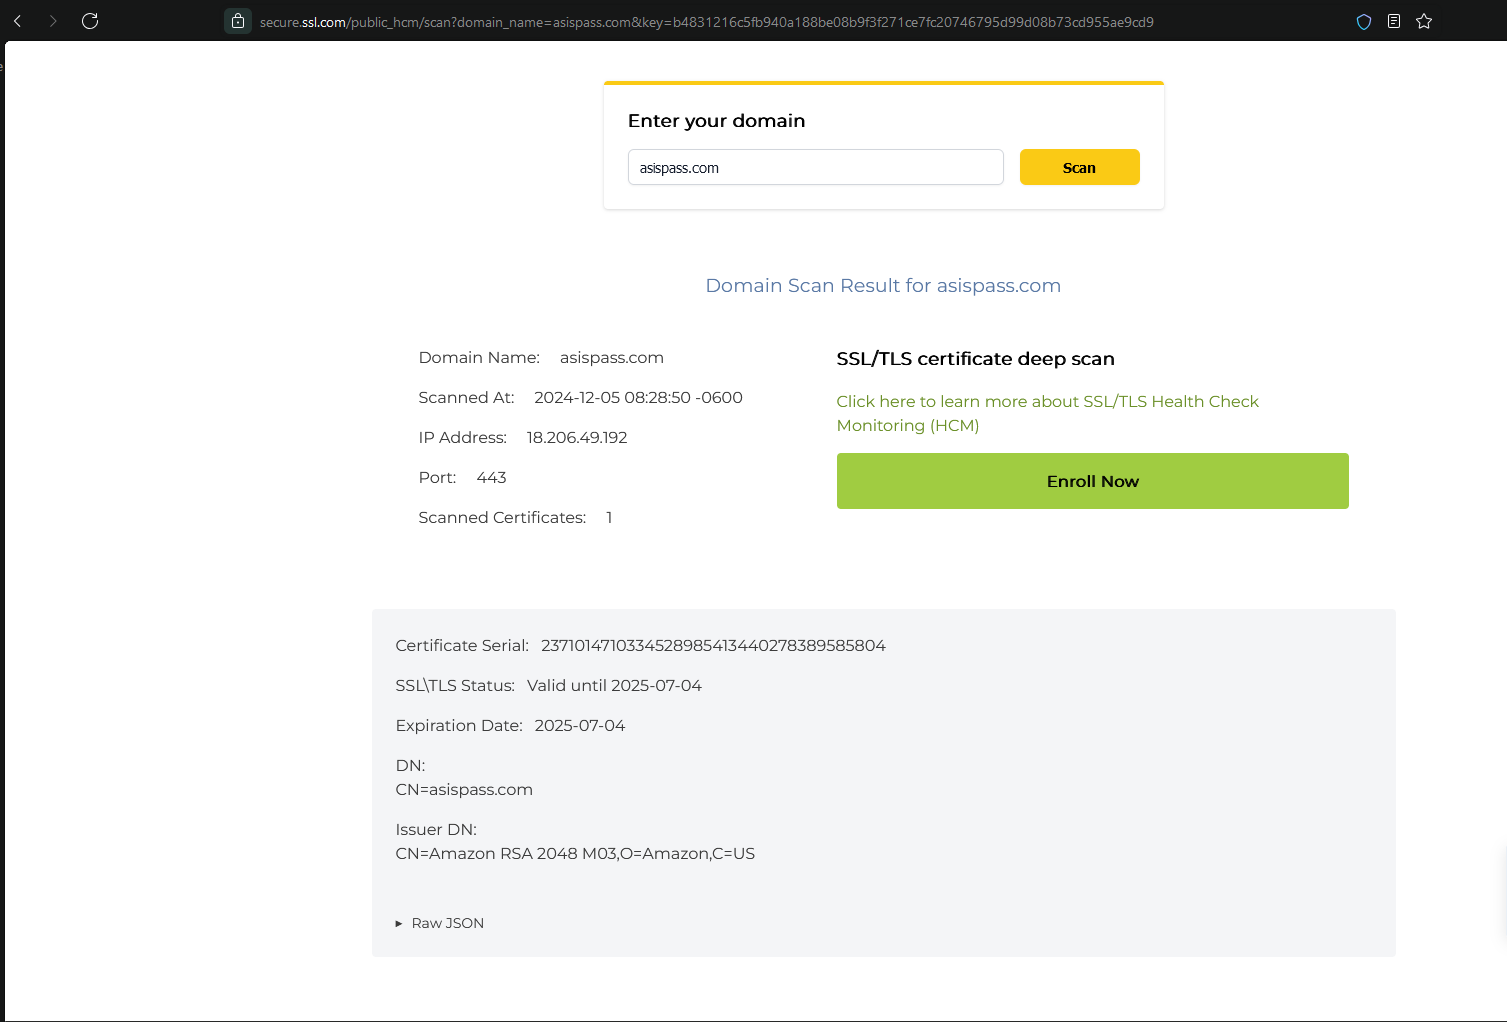 secure.ssl.com/public_hcm/scan?domain_name=asispass.com&key=b4831216c5fb940a188be08b9f3f271ce7fc20746795d99d08b73cd955ae9cd9
e
Enter your domain
asispass.com
Scan
Domain Scan Result for asispass.com
Domain Name: asispass.com
Scanned At: 2024-12-05 08:28:50 -0600
IP Address: 18.206.49.192
Port: 443
Scanned Certificates: 1
SSL/TLS certificate deep scan
Click here to learn more about SSL/TLS Health Check
Monitoring (HCM)
Enroll Now
Certificate Serial: 23710147103345289854134402783895858​04
SSL\TLS Status: Valid until 2025-07-04
Expiration Date: 2025-07-04
DN:
CN=asispass.com
Issuer DN:
CN=Amazon RSA 2048 M03,O=Amazon,C=US
Raw JSON